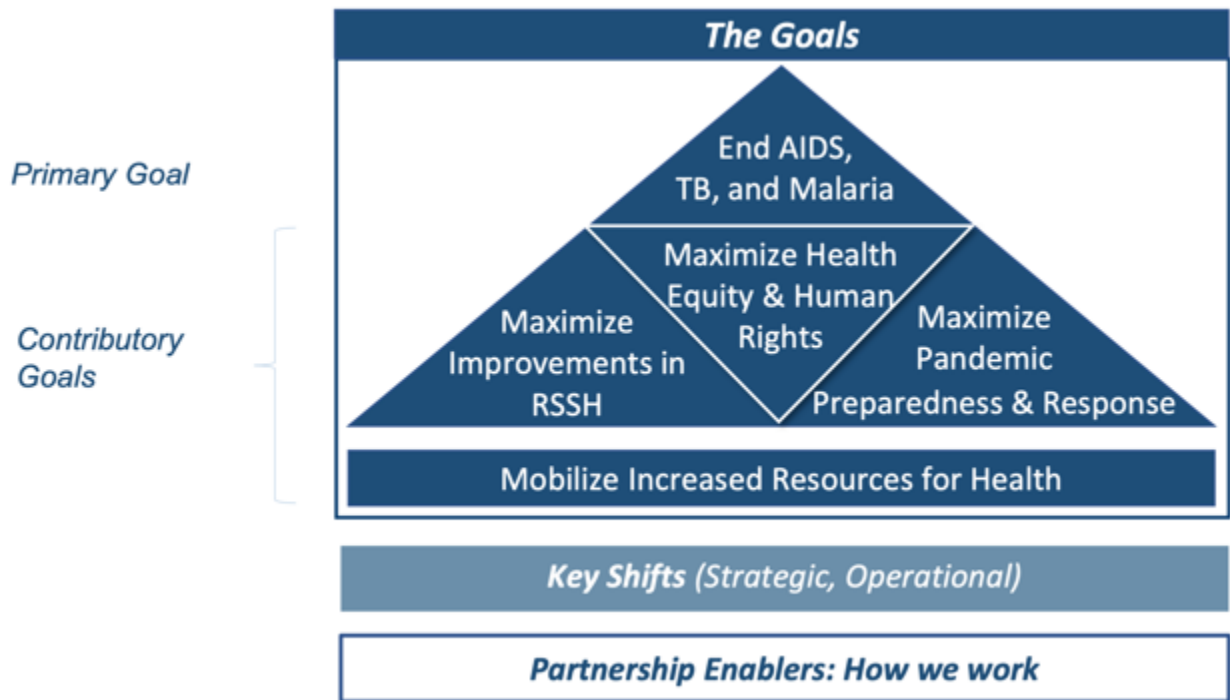 The Goals
Primary Goal
End AIDS,
TB, and Malaria
Contributory
Goals
Maximize
Improvements in
RSSH
Maximize Health
Equity & Human
Rights
Maximize
Pandemic
Preparedness & Response
Mobilize Increased Resources for Health
Key Shifts (Strategic, Operational)
Partnership Enablers: How we work